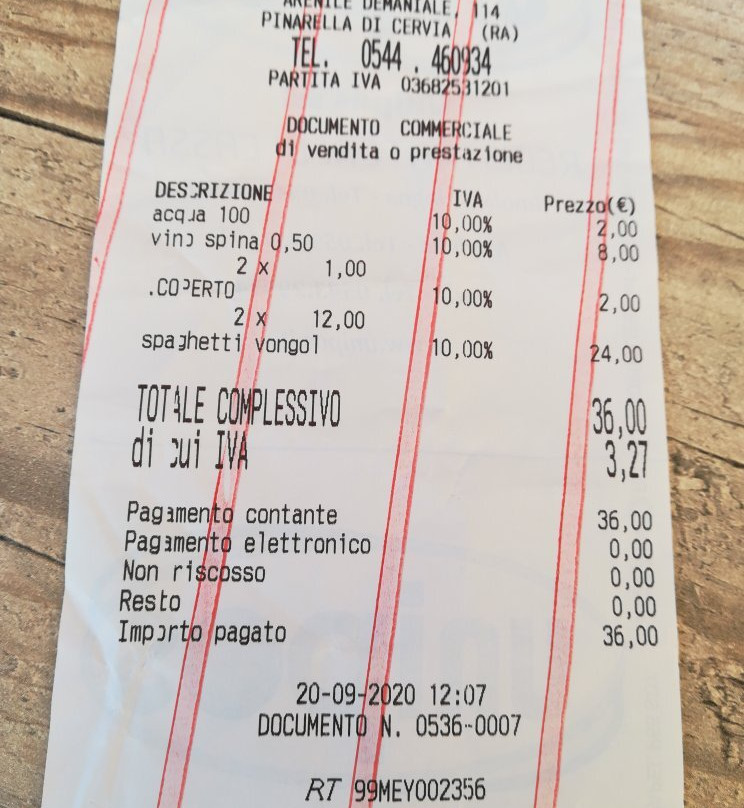 ARENILE DEMANIALE, 114
PINARELLA DI CERVIA (RA)
TEL. 0544 . 460934
PARTITA IVA 03682531201
DOCUMENTO COMMERCIALE
di vendita o prestazione
DESCRIZIONE IVA Prezzo(€)
acqua 100 10,00% 2,00
vino spina 0,50 10,00% 8,00
2 x 1,00
.COPERTO 10,00% 2,00
2 x 12,00
spaghetti vongol 10,00% 24,00
TOTALE COMPLESSIVO 36,00
di cui IVA 3,27
Pagamento contante 36,00
Pagamento elettronico 0,00
Non riscosso 0,00
Resto 0,00
Importo pagato 36,00
20-09-2020 12:07
DOCUMENTO N. 0536-0007
RT 99MEY002356